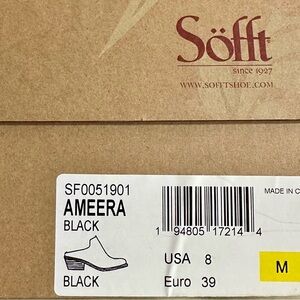 Söfft
since 1927
WWW.SOFFTSHOE.COM
SF0051901
AMEERA
BLACK
MADE IN C
1 94805 17214 4
USA 8
Euro 39
M
BLACK